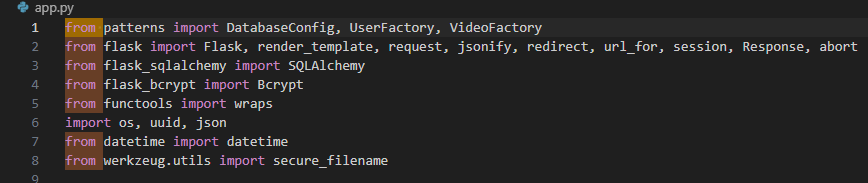 app.py
1 from patterns import DatabaseConfig, UserFactory, VideoFactory
2 from flask import Flask, render_template, request, jsonify, redirect, url_for, session, Response, abort
3 from flask_sqlalchemy import SQLAlchemy
4 from flask_bcrypt import Bcrypt
5 from functools import wraps
6 import os, uuid, json
7 from datetime import datetime
8 from werkzeug.utils import secure_filename
9